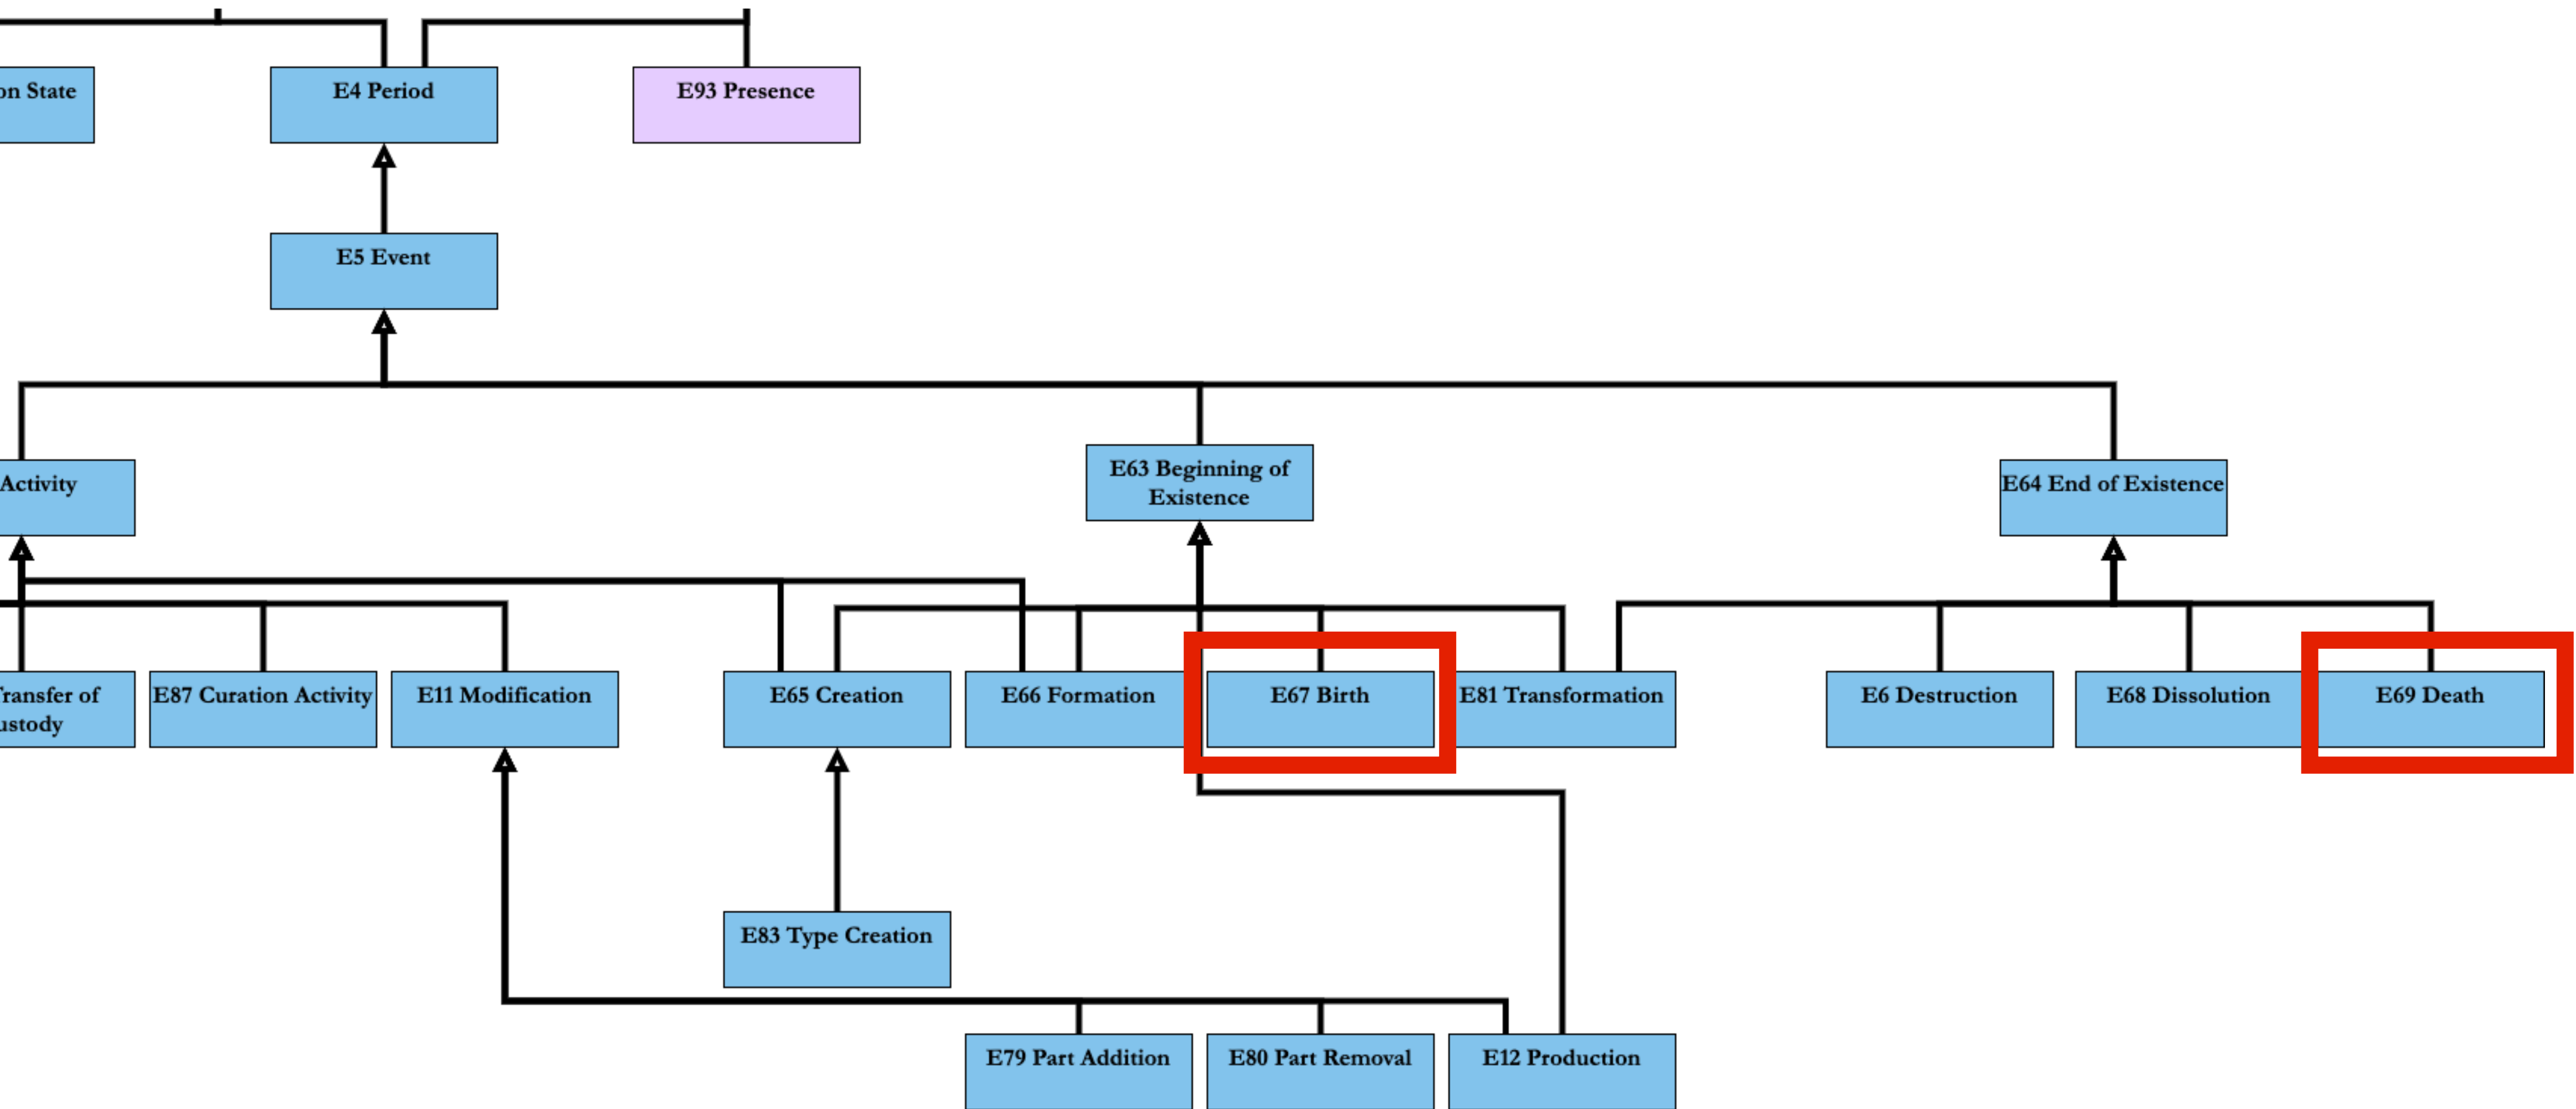 on State
E4 Period
E93 Presence
E5 Event
Activity
E63 Beginning of
Existence
E64 End of Existence
Transfer of
ustody
E87 Curation Activity
E11 Modification
E65 Creation
E66 Formation
E67 Birth
E81 Transformation
E6 Destruction
E68 Dissolution
E69 Death
E83 Type Creation
E79 Part Addition
E80 Part Removal
E12 Production